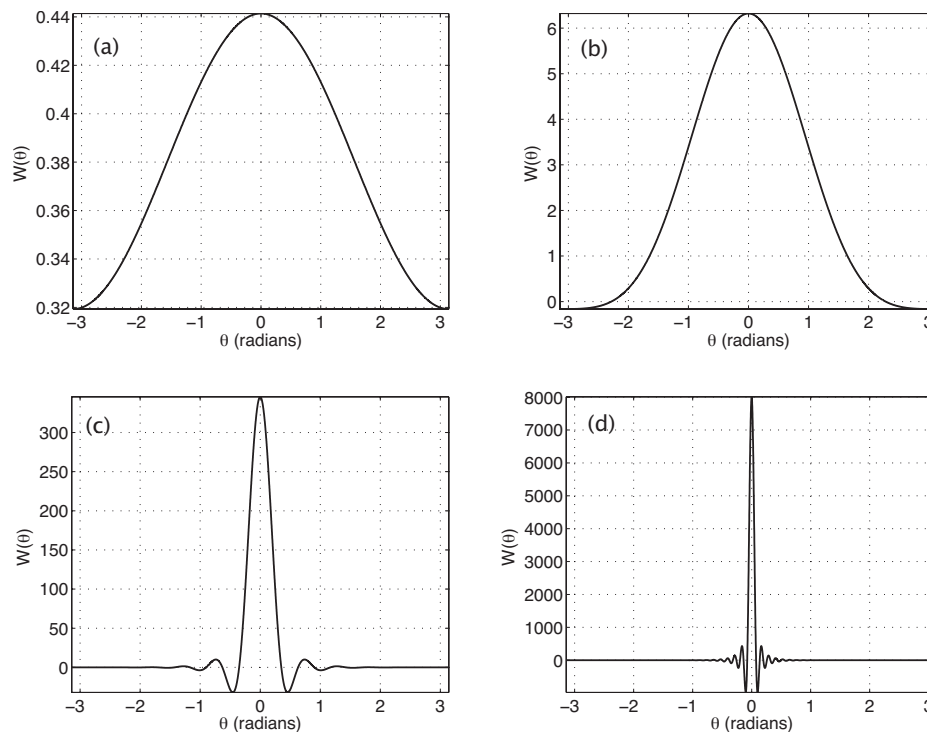 (a)
W(θ)
0.44
0.42
0.4
0.38
0.36
0.34
0.32
−3 −2 −1 0 1 2 3
θ (radians)
(b)
W(θ)
6
5
4
3
2
1
0
−3 −2 −1 0 1 2 3
θ (radians)
(c)
W(θ)
300
250
200
150
100
50
0
−3 −2 −1 0 1 2 3
θ (radians)
(d)
W(θ)
8000
7000
6000
5000
4000
3000
2000
1000
0
−3 −2 −1 0 1 2 3
θ (radians)